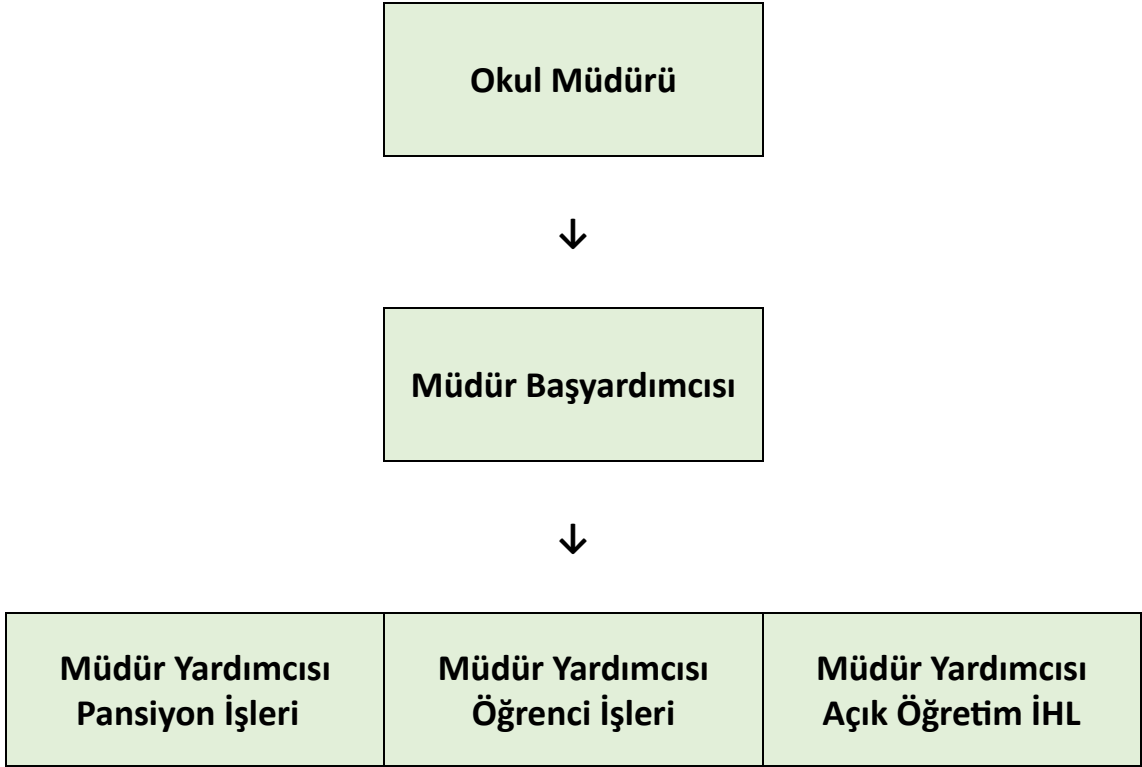 Okul Müdürü
↓
Müdür Başyardımcısı
↓
Müdür Yardımcısı
Pansiyon İşleri
Müdür Yardımcısı
Öğrenci İşleri
Müdür Yardımcısı
Açık Öğretim İHL